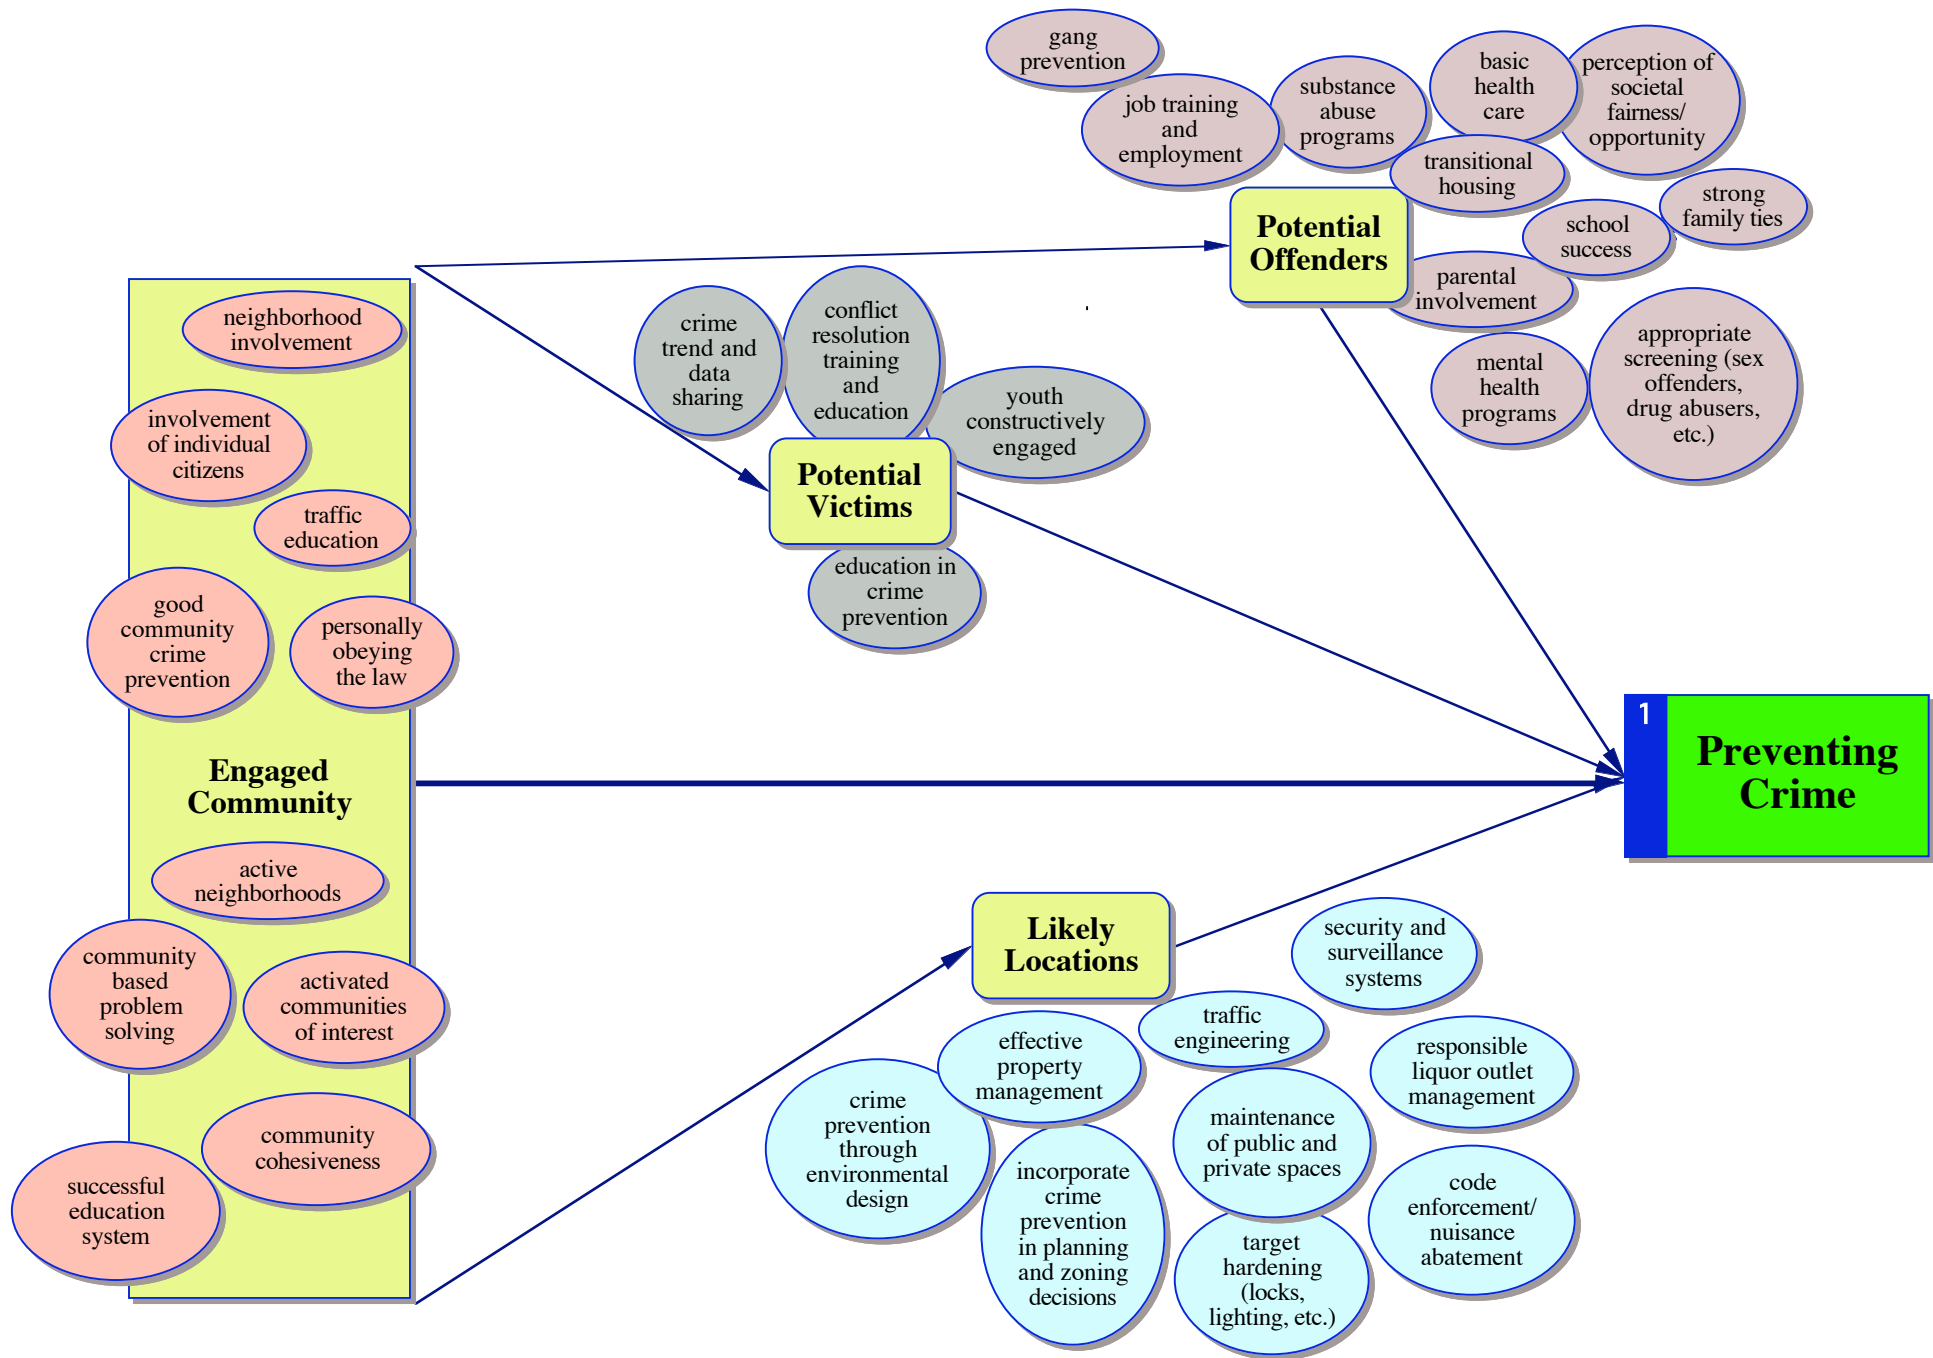 gang
prevention
job training
and
employment
substance
abuse
programs
basic
health
care
perception of
societal
fairness/
opportunity
transitional
housing
strong
family ties
school
success
Potential
Offenders
parental
involvement
mental
health
programs
appropriate
screening (sex
offenders,
drug abusers,
etc.)
crime
trend and
data
sharing
conflict
resolution
training
and
education
youth
constructively
engaged
Potential
Victims
education in
crime
prevention
neighborhood
involvement
involvement
of individual
citizens
traffic
education
good
community
crime
prevention
personally
obeying
the law
Engaged
Community
active
neighborhoods
community
based
problem
solving
activated
communities
of interest
community
cohesiveness
successful
education
system
1
Preventing
Crime
Likely
Locations
security and
surveillance
systems
traffic
engineering
effective
property
management
responsible
liquor outlet
management
crime
prevention
through
environmental
design
maintenance
of public and
private spaces
incorporate
crime
prevention
in planning
and zoning
decisions
code
enforcement/
nuisance
abatement
target
hardening
(locks,
lighting, etc.)